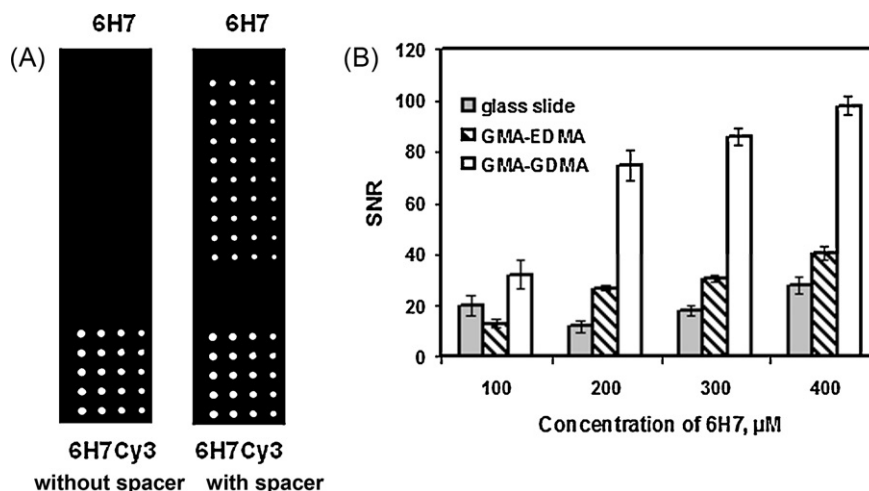 (A)
6H7
6H7
6H7Cy3
without spacer
6H7Cy3
with spacer
(B)
SNR
120
100
80
60
40
20
0
glass slide
GMA-EDMA
GMA-GDMA
100
200
300
400
Concentration of 6H7, µM